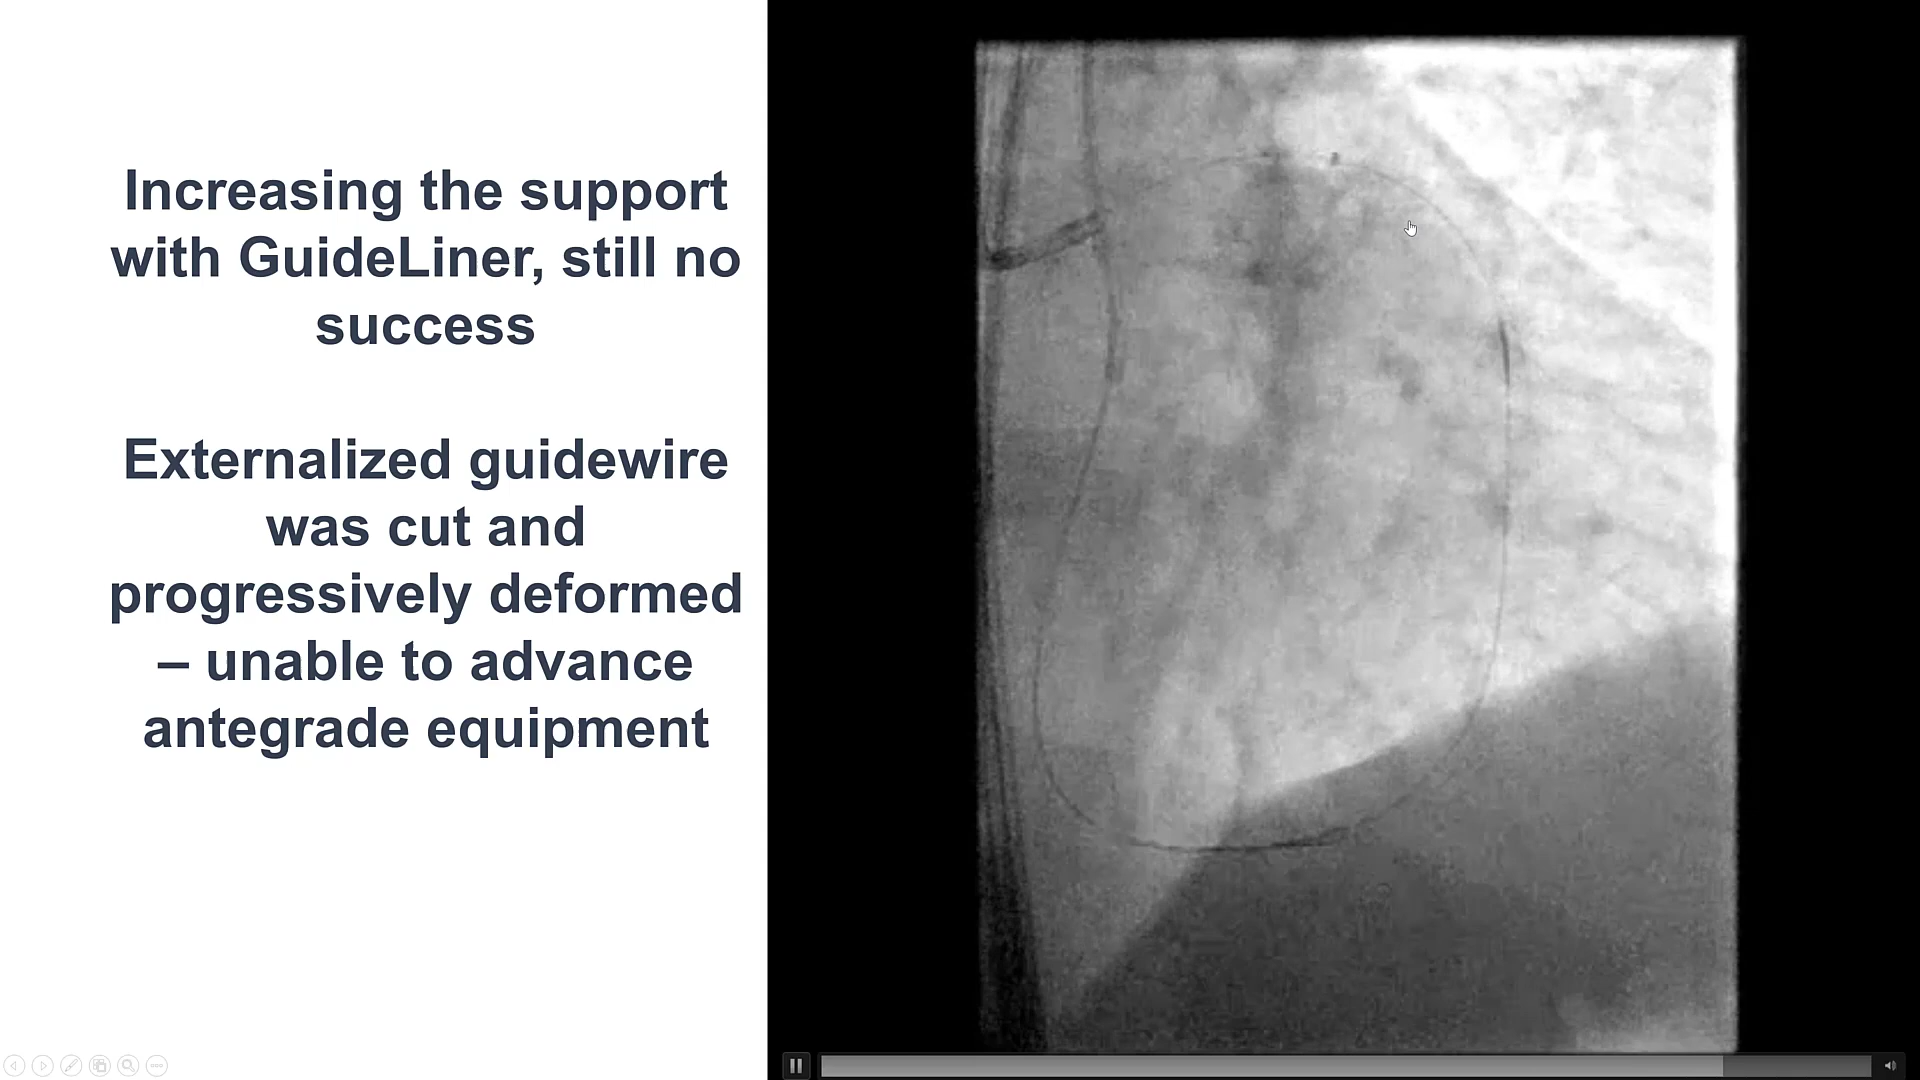 Increasing the support
with GuideLiner, still no
success
Externalized guidewire
was cut and
progressively deformed
– unable to advance
antegrade equipment